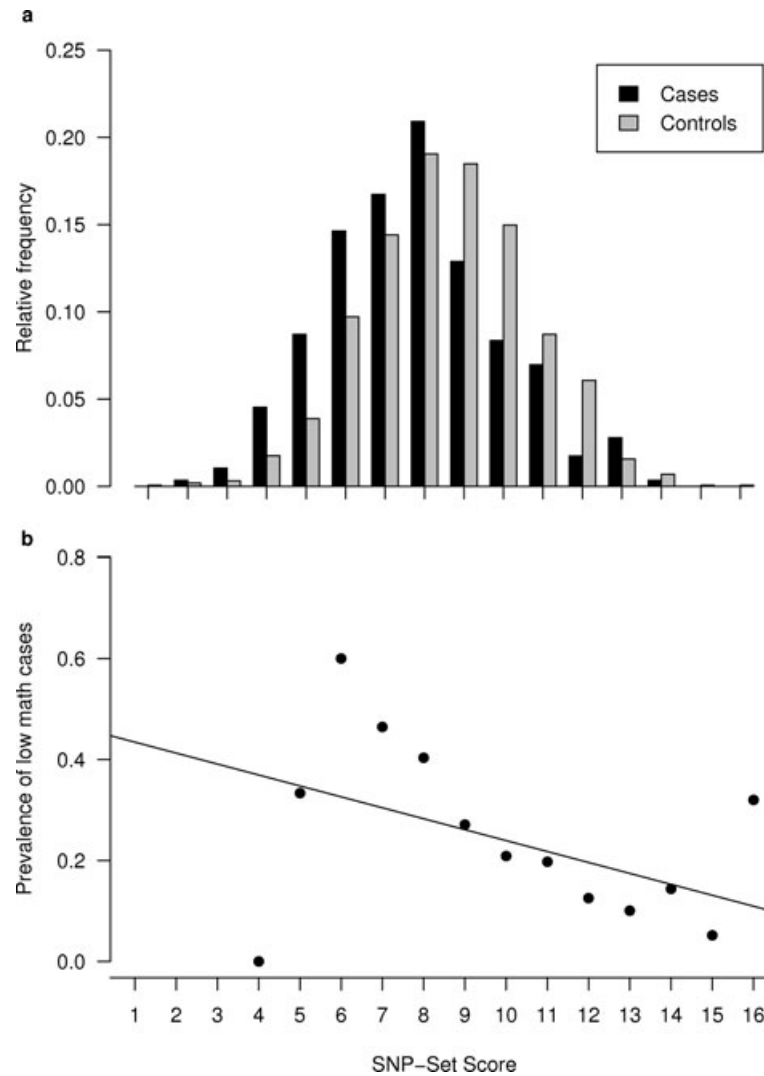 a
0.25
0.20
0.15
0.10
0.05
0.00
Relative frequency
Cases
Controls
b
0.8
0.6
0.4
0.2
0.0
Prevalence of low math cases
1 2 3 4 5 6 7 8 9 10 11 12 13 14 15 16
SNP-Set Score